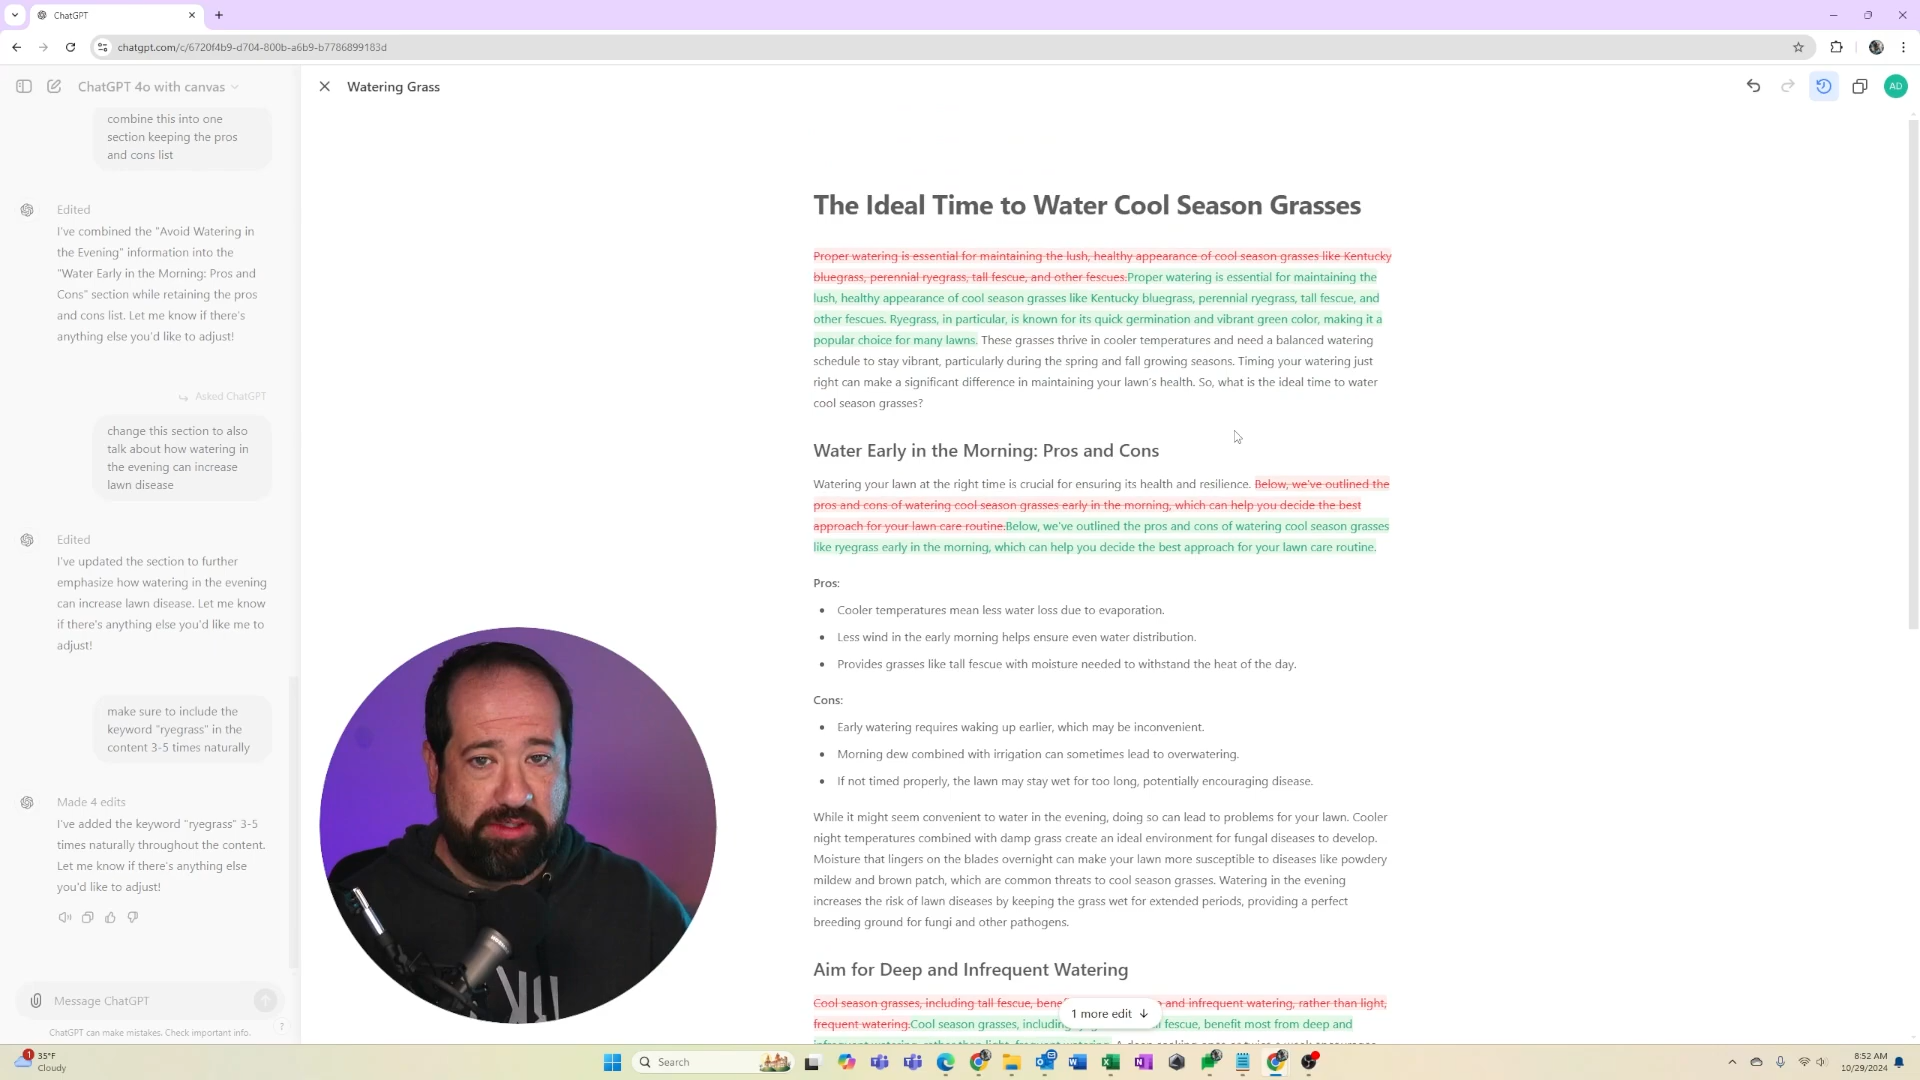 ChatGPT
chatgpt.com/c/6720f4b9-d704-800b-a6b9-b7786899183d
ChatGPT 4o with canvas
combine this into one
section keeping the pros
and cons list
Edited
I've combined the "Avoid Watering in
the Evening" information into the
"Water Early in the Morning: Pros and
Cons" section while retaining the pros
and cons list. Let me know if there's
anything else you'd like to adjust!
Asked ChatGPT
change this section to also
talk about how watering in
the evening can increase
lawn disease
Edited
I've updated the section to further
emphasize how watering in the evening
can increase lawn disease. Let me know
if there's anything else you'd like me to
adjust!
make sure to include the
keyword "ryegrass" in the
content 3-5 times naturally
Made 4 edits
I've added the keyword "ryegrass" 3-5
times naturally throughout the content.
Let me know if there's anything else
you'd like to adjust!
Message ChatGPT
ChatGPT can make mistakes. Check important info.
?
Watering Grass
AD
The Ideal Time to Water Cool Season Grasses
Proper watering is essential for maintaining the lush, healthy appearance of cool season grasses like Kentucky
bluegrass, perennial ryegrass, tall fescue, and other fescues.Proper watering is essential for maintaining the
lush, healthy appearance of cool season grasses like Kentucky bluegrass, perennial ryegrass, tall fescue, and
other fescues. Ryegrass, in particular, is known for its quick germination and vibrant green color, making it a
popular choice for many lawns. These grasses thrive in cooler temperatures and need a balanced watering
schedule to stay vibrant, particularly during the spring and fall growing seasons. Timing your watering just
right can make a significant difference in maintaining your lawn's health. So, what is the ideal time to water
cool season grasses?
Water Early in the Morning: Pros and Cons
Watering your lawn at the right time is crucial for ensuring its health and resilience. Below, we've outlined the
pros and cons of watering cool season grasses early in the morning, which can help you decide the best
approach for your lawn care routine.Below, we've outlined the pros and cons of watering cool season grasses
like ryegrass early in the morning, which can help you decide the best approach for your lawn care routine.
Pros:
• Cooler temperatures mean less water loss due to evaporation.
• Less wind in the early morning helps ensure even water distribution.
• Provides grasses like tall fescue with moisture needed to withstand the heat of the day.
Cons:
• Early watering requires waking up earlier, which may be inconvenient.
• Morning dew combined with irrigation can sometimes lead to overwatering.
• If not timed properly, the lawn may stay wet for too long, potentially encouraging disease.
While it might seem convenient to water in the evening, doing so can lead to problems for your lawn. Cooler
night temperatures combined with damp grass create an ideal environment for fungal diseases to develop.
Moisture that lingers on the blades overnight can make your lawn more susceptible to diseases like powdery
mildew and brown patch, which are common threats to cool season grasses. Watering in the evening
increases the risk of lawn diseases by keeping the grass wet for extended periods, providing a perfect
breeding ground for fungi and other pathogens.
Aim for Deep and Infrequent Watering
Cool season grasses, including tall fescue, and infrequent watering, rather than light,
frequent watering.Cool season grasses, including fescue, benefit most from deep and
1 more edit ↓
1
35°F
Cloudy
Search
8:52 AM
10/29/2024